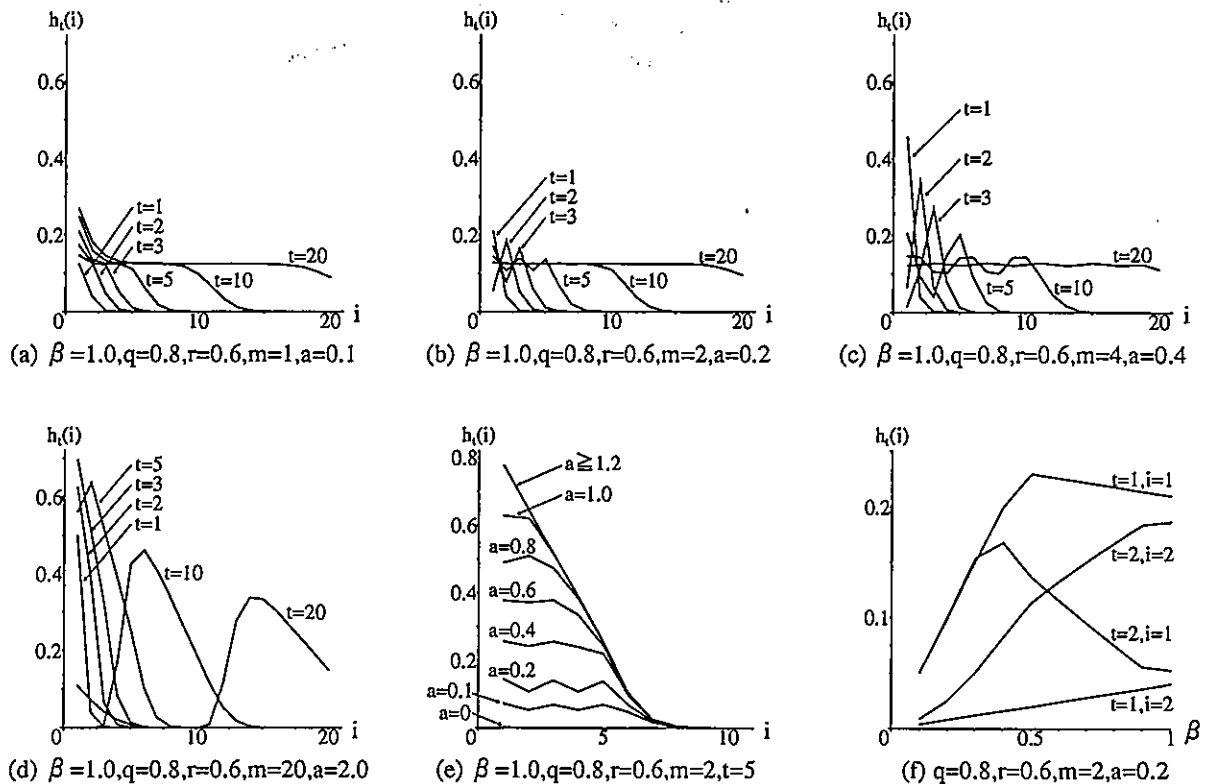 hₜ(i)
0.6
0.4
0.2
0
10
20
i
t=1
t=2
t=3
t=5
t=10
t=20
(a) β=1.0,q=0.8,r=0.6,m=1,a=0.1
hₜ(i)
0.6
0.4
0.2
0
10
20
i
t=1
t=2
t=3
t=5
t=10
t=20
(b) β=1.0,q=0.8,r=0.6,m=2,a=0.2
hₜ(i)
0.6
0.4
0.2
0
10
20
i
t=1
t=2
t=3
t=5
t=10
t=20
(c) β=1.0,q=0.8,r=0.6,m=4,a=0.4
hₜ(i)
0.6
0.4
0.2
0
10
20
i
t=5
t=3
t=2
t=1
t=10
t=20
(d) β=1.0,q=0.8,r=0.6,m=20,a=2.0
hₜ(i)
0.8
0.6
0.4
0.2
0
5
10
i
a≧1.2
a=1.0
a=0.8
a=0.6
a=0.4
a=0.2
a=0.1
a=0
(e) β=1.0,q=0.8,r=0.6,m=2,t=5
hₜ(i)
0.2
0.1
0
0.5
1
β
t=1,i=1
t=2,i=2
t=2,i=1
t=1,i=2
(f) q=0.8,r=0.6,m=2,a=0.2